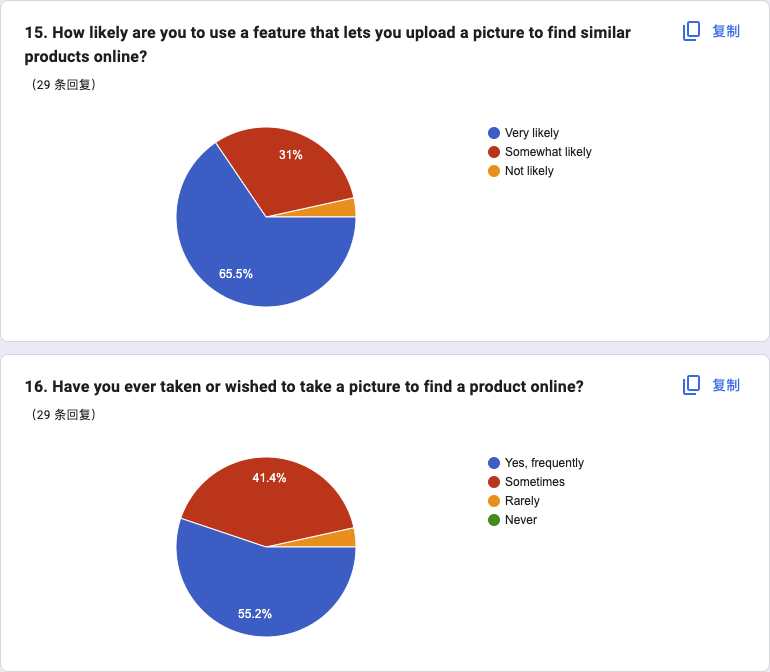 15. How likely are you to use a feature that lets you upload a picture to find similar
products online?
复制
(29 条回复)
Very likely
Somewhat likely
Not likely
31%
65.5%
16. Have you ever taken or wished to take a picture to find a product online?
复制
(29 条回复)
Yes, frequently
Sometimes
Rarely
Never
41.4%
55.2%